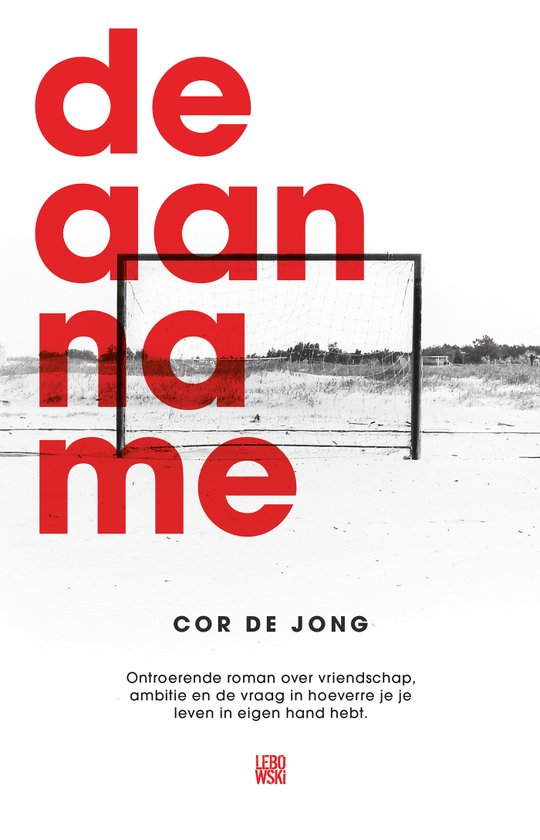 de
aan
na
me
COR DE JONG
Ontroerende roman over vriendschap,
ambitie en de vraag in hoeverre je je
leven in eigen hand hebt.
LEBO
WSKI